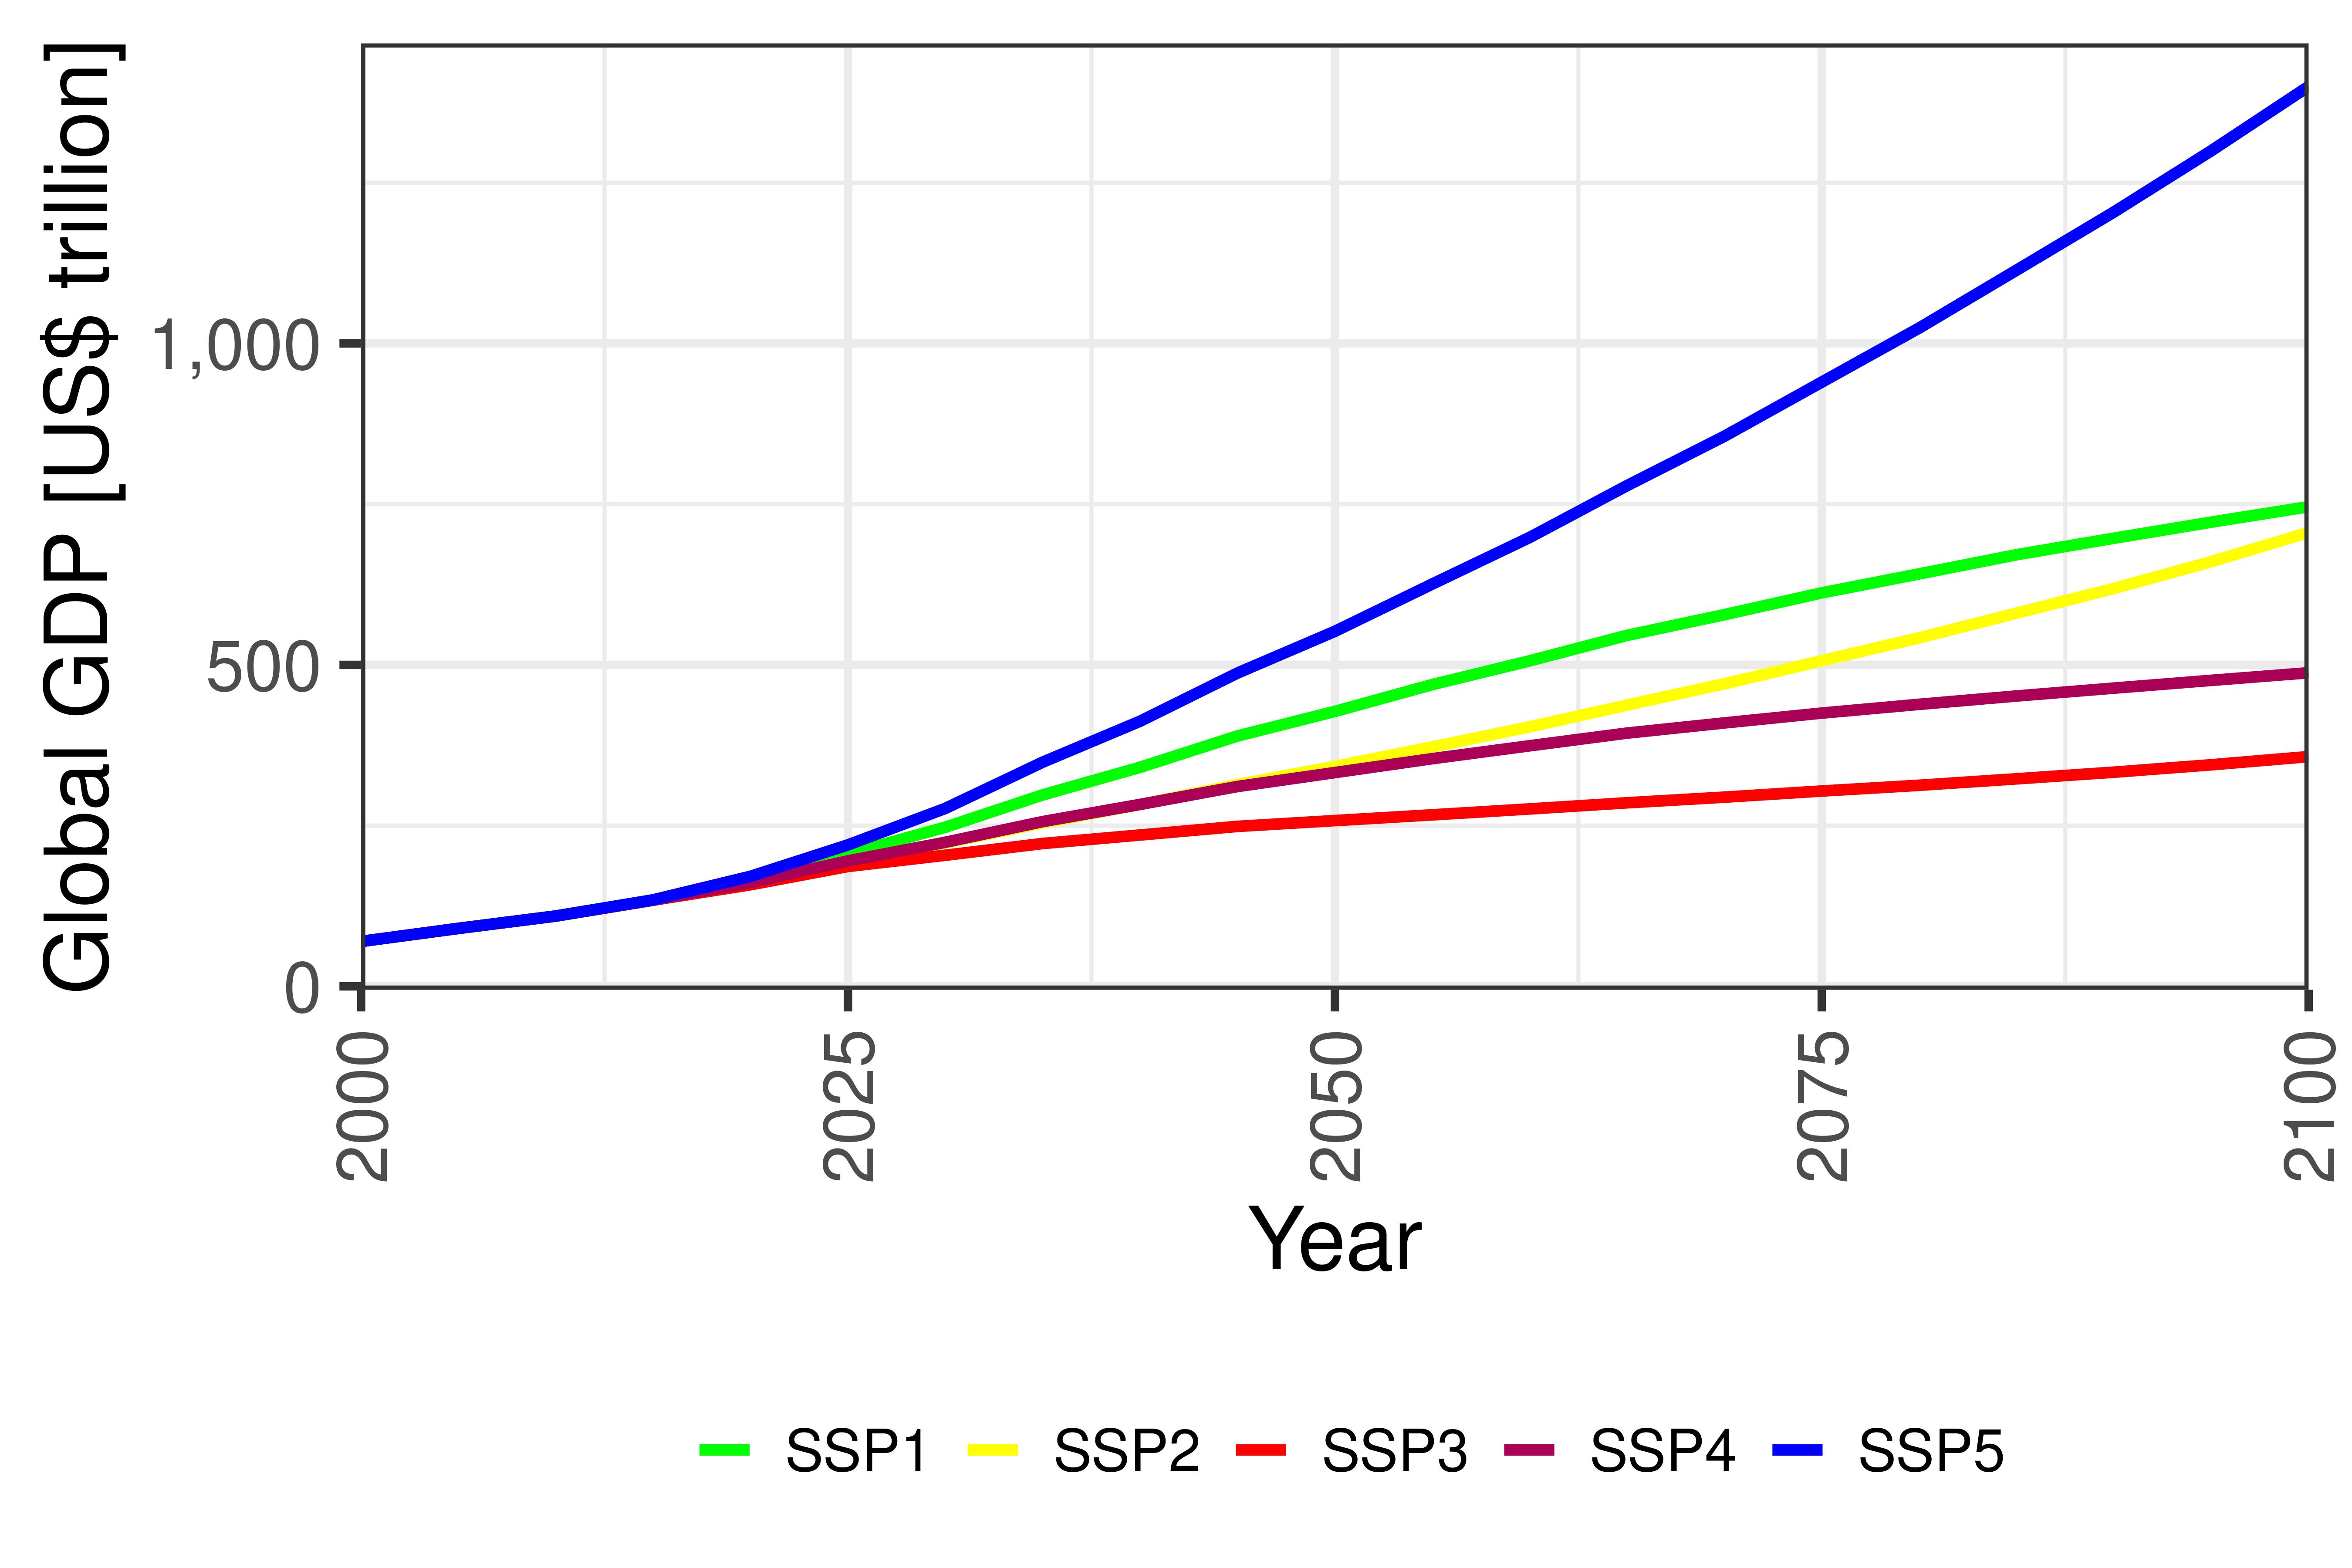 Global GDP [US$ trillion]
1,000
500
0
2000 2025 2050 2075 2100
Year
SSP1 SSP2 SSP3 SSP4 SSP5